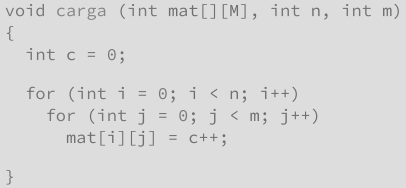 void carga (int mat[][M], int n, int m)
{
  int c = 0;

  for (int i = 0; i < n; i++)
    for (int j = 0; j < m; j++)
      mat[i][j] = c++;

}